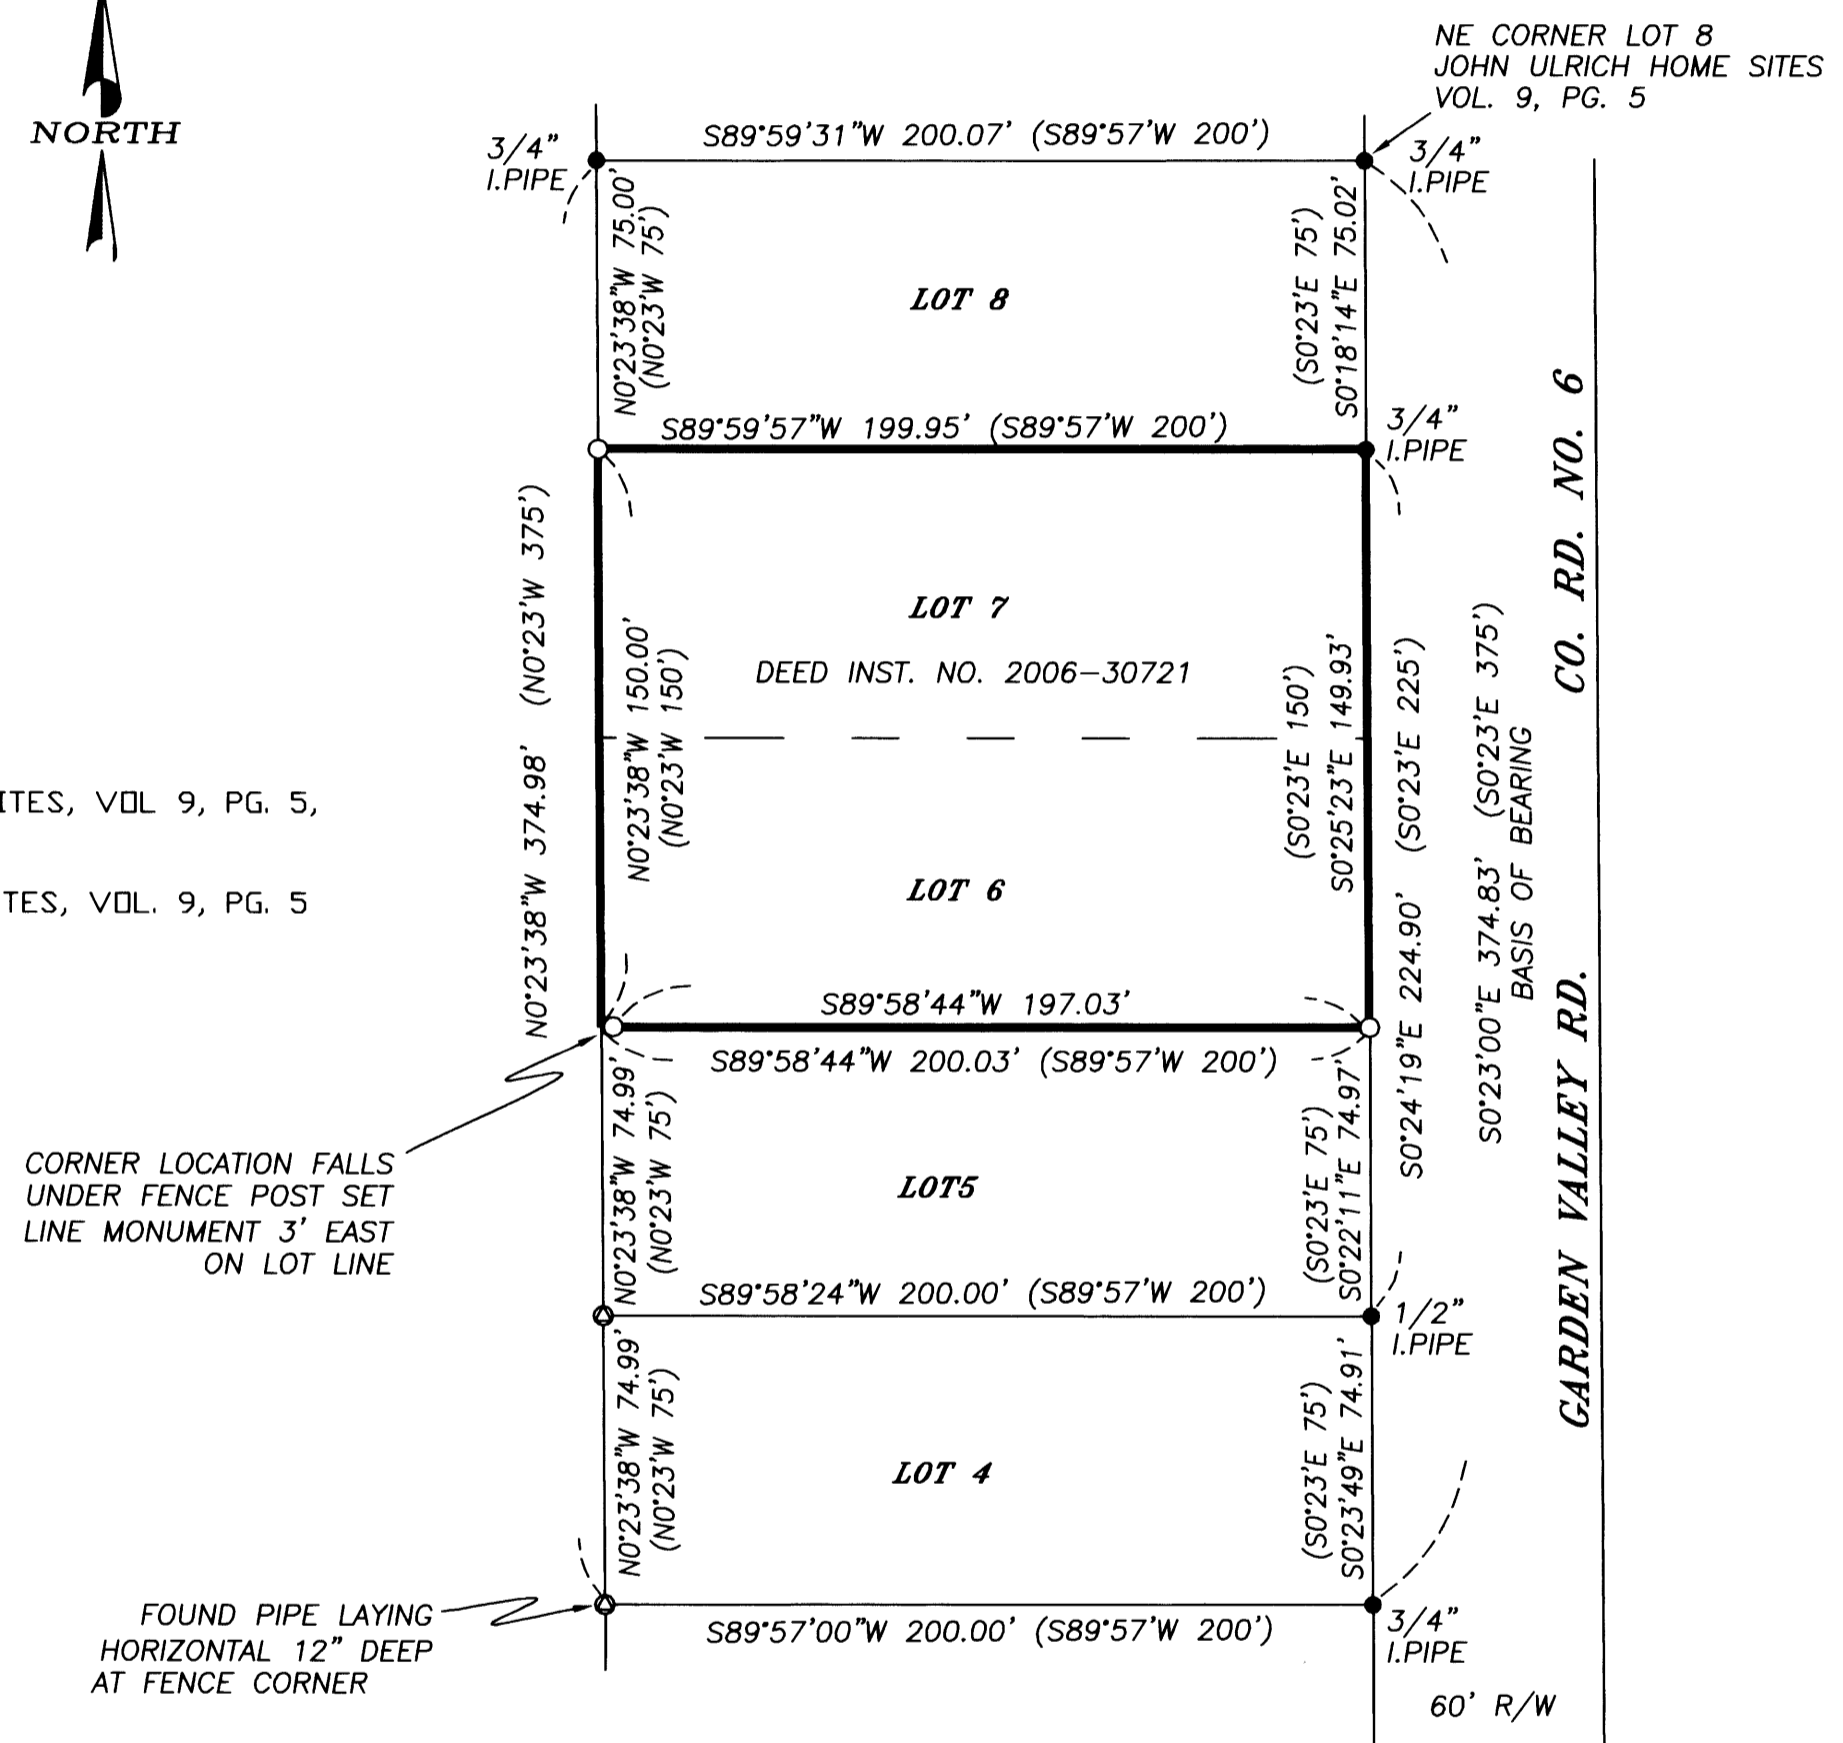 NORTH
NE CORNER LOT 8
JOHN ULRICH HOME SITES
VOL. 9, PG. 5
3/4"
I.PIPE
S89°59'31"W 200.07' (S89°57'W 200')
3/4"
I.PIPE
N0°23'38"W 75.00'
(N0°23'W 75')
LOT 8
(S0°23'E 75')
S0°18'14"E 75.02'
S89°59'57"W 199.95' (S89°57'W 200')
3/4"
I.PIPE
N0°23'38"W 374.98' (N0°23'W 375')
LOT 7
DEED INST. NO. 2006-30721
N0°23'38"W 150.00'
(N0°23'W 150')
(S0°23'E 150')
S0°25'23"E 149.93'
S0°24'19"E 224.90' (S0°23'E 225')
S0°23'00"E 374.83' (S0°23'E 375')
BASIS OF BEARING
GARDEN VALLEY RD. CO. RD. NO. 6
ITES, VOL 9, PG. 5,
TES, VOL. 9, PG. 5
LOT 6
S89°58'44"W 197.03'
S89°58'44"W 200.03' (S89°57'W 200')
CORNER LOCATION FALLS
UNDER FENCE POST SET
LINE MONUMENT 3' EAST
ON LOT LINE
N0°23'38"W 74.99'
(N0°23'W 75')
LOT5
(S0°23'E 75')
S0°22'11"E 74.97'
S89°58'24"W 200.00' (S89°57'W 200')
1/2"
I.PIPE
N0°23'38"W 74.99'
(N0°23'W 75')
LOT 4
(S0°23'E 75')
S0°23'49"E 74.91'
FOUND PIPE LAYING
HORIZONTAL 12" DEEP
AT FENCE CORNER
S89°57'00"W 200.00' (S89°57'W 200')
3/4"
I.PIPE
60' R/W